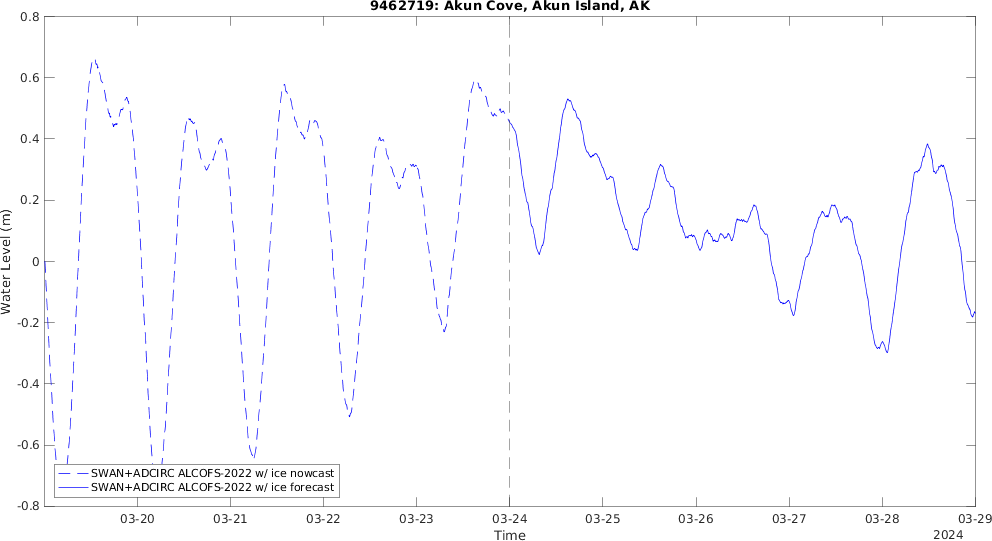 9462719: Akun Cove, Akun Island, AK
0.8
0.6
0.4
0.2
0
-0.2
-0.4
-0.6
-0.8
Water Level (m)
SWAN+ADCIRC ALCOFS-2022 w/ ice nowcast
SWAN+ADCIRC ALCOFS-2022 w/ ice forecast
03-20 03-21 03-22 03-23 03-24 03-25 03-26 03-27 03-28 03-29
Time
2024